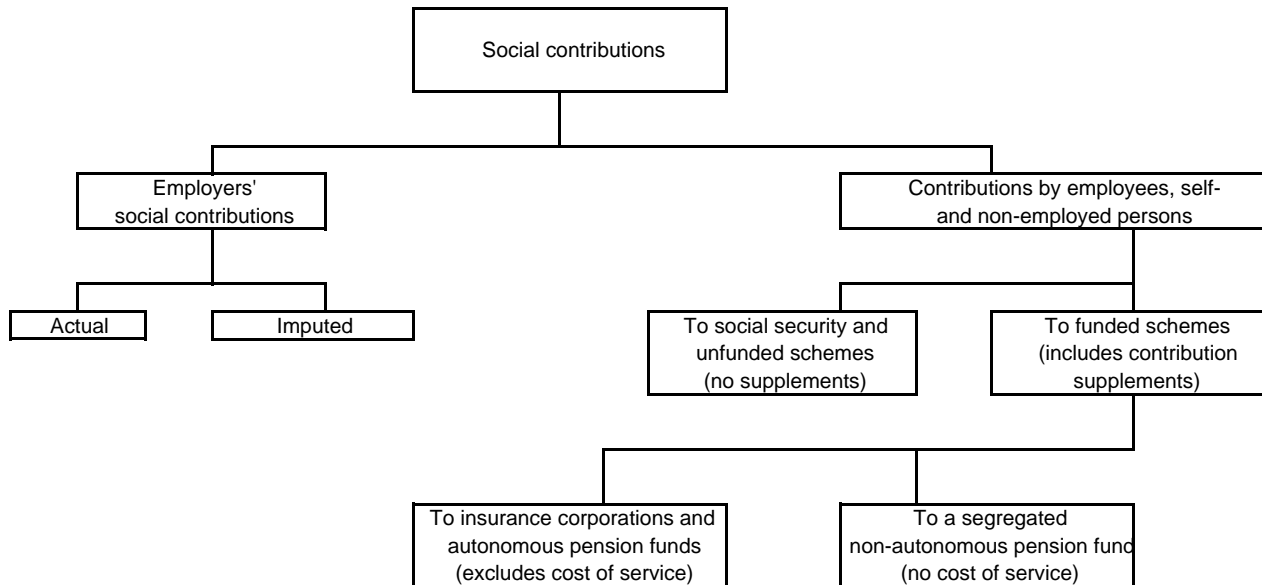 Social contributions
Employers'
social contributions
Contributions by employees, self-
and non-employed persons
Actual
Imputed
To social security and
unfunded schemes
(no supplements)
To funded schemes
(includes contribution
supplements)
To insurance corporations and
autonomous pension funds
(excludes cost of service)
To a segregated
non-autonomous pension fund
(no cost of service)